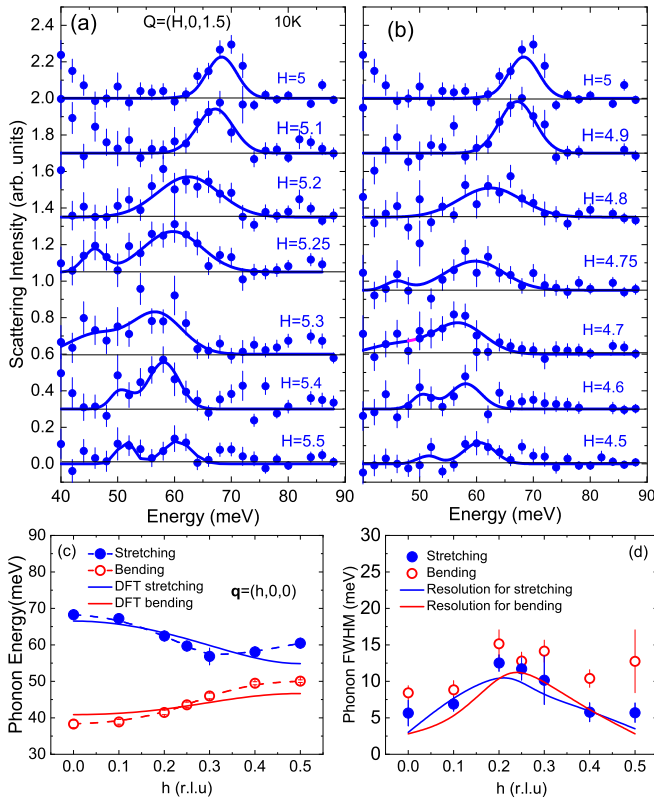 (a) Q=(H,0,1.5) 10K
(b)
Scattering Intensity (arb. units)
2.4
2.2
2.0
1.8
1.6
1.4
1.2
1.0
0.8
0.6
0.4
0.2
0.0
H=5
H=5.1
H=5.2
H=5.25
H=5.3
H=5.4
H=5.5
40 50 60 70 80 90
Energy (meV)
H=5
H=4.9
H=4.8
H=4.75
H=4.7
H=4.6
H=4.5
50 60 70 80 90
Energy (meV)
(c)
Stretching
Bending
DFT stretching
DFT bending
q=(h,0,0)
Phonon Energy(meV)
90
80
70
60
50
40
30
0.0 0.1 0.2 0.3 0.4 0.5
h (r.l.u)
(d)
Stretching
Bending
Resolution for stretching
Resolution for bending
Phonon FWHM (meV)
30
25
20
15
10
5
0
0.0 0.1 0.2 0.3 0.4 0.5
h (r.l.u)